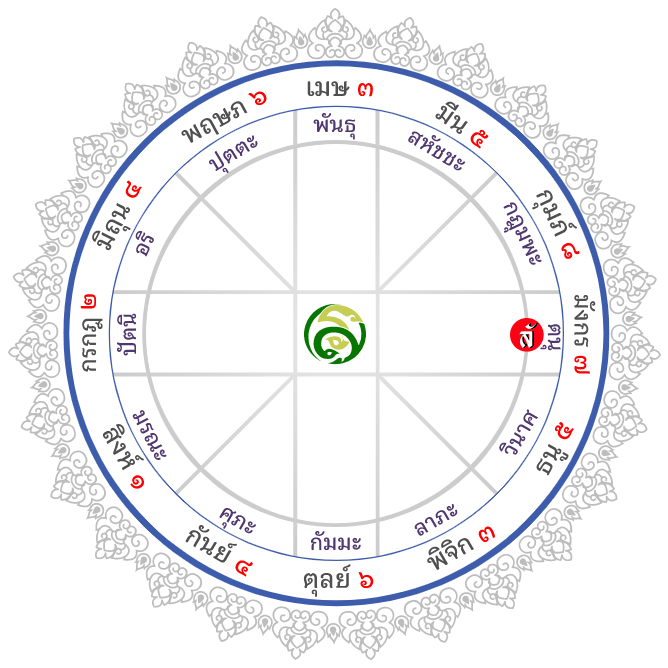 เมษ ๓
มีน ๕
กุมภ์ ๘
มังกร ๗
ธนู ๕
พิจิก ๓
ตุลย์ ๖
กันย์ ๔
สิงห์ ๑
กรกฎ ๒
มิถุน ๔
พฤษภ ๖
พันธุ
สหัชชะ
กฎุมพะ
ตนุ
วินาศ
ลาภะ
กัมมะ
ศุภะ
มรณะ
ปัตนิ
อริ
ปุตตะ